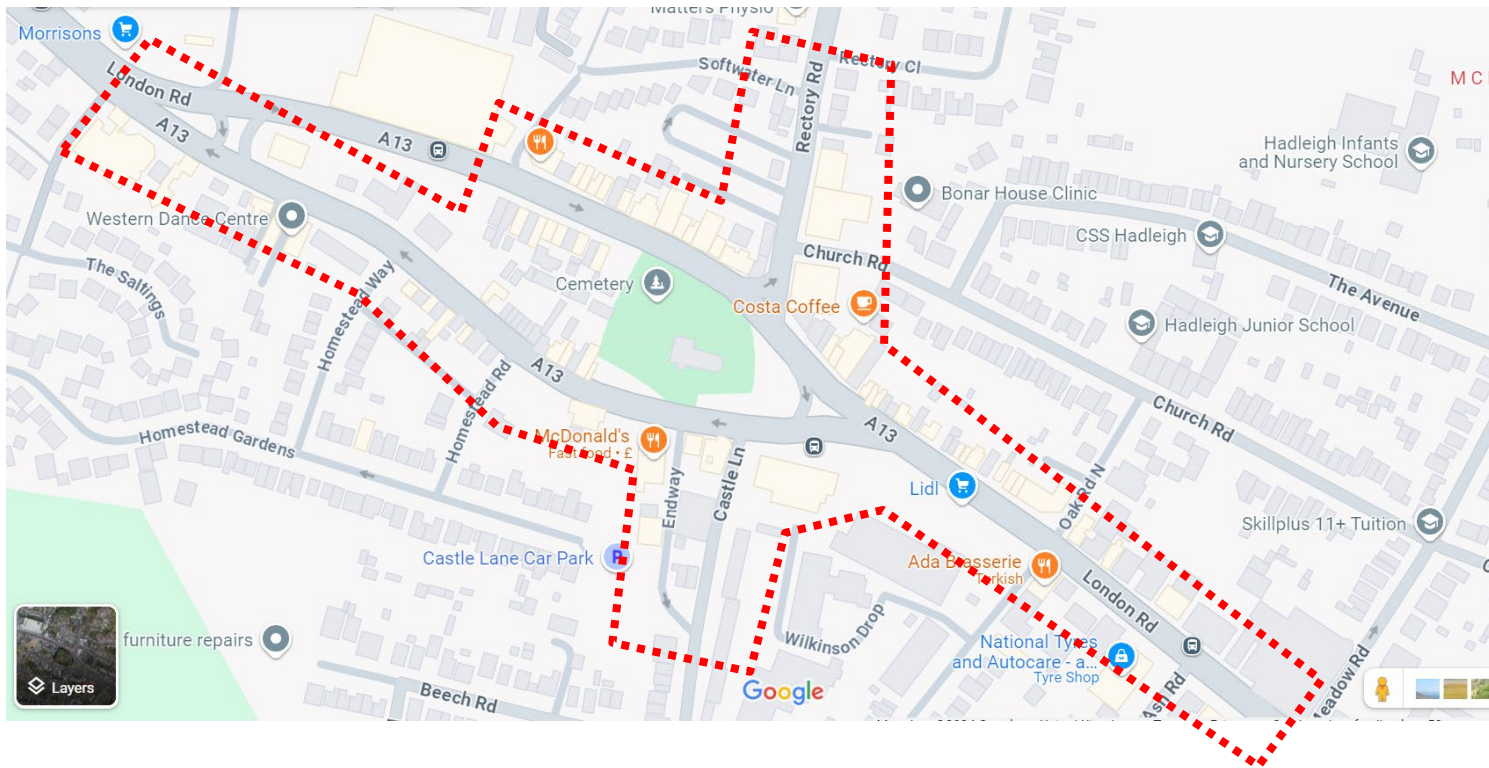 Matters Physio
Morrisons
London Rd
A13
A13
Softwater Ln
Rectory Cl
Rectory Rd
M C
Hadleigh Infants
and Nursery School
Bonar House Clinic
Western Dance Centre
CSS Hadleigh
Church Rd
The Saltings
Homestead Way
Cemetery
Costa Coffee
The Avenue
Hadleigh Junior School
A13
Homestead Rd
Church Rd
Homestead Gardens
McDonald's
Fast food • £
A13
Endway
Castle Ln
Lidl
Oak Rd N
Skillplus 11+ Tuition
Castle Lane Car Park
P
Ada Brasserie
Turkish
London Rd
furniture repairs
Wilkinson Drop
National Tyres
and Autocare - a...
Tyre Shop
Layers
Beech Rd
Google
Ash Rd
Meadow Rd